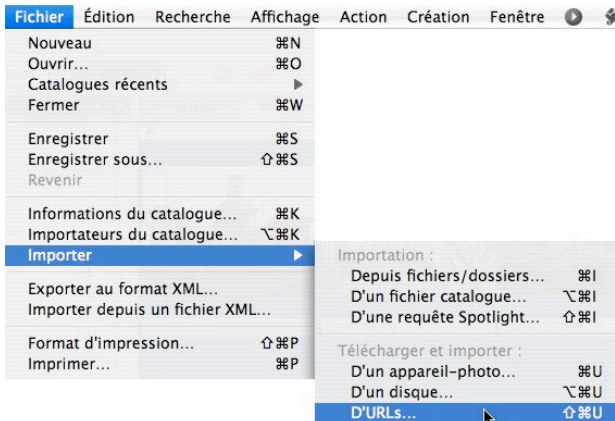 Fichier Édition Recherche Affichage Action Création Fenêtre
Nouveau ⌘N
Ouvrir... ⌘O
Catalogues récents
Fermer ⌘W
Enregistrer ⌘S
Enregistrer sous... ⇧⌘S
Revenir
Informations du catalogue... ⌘K
Importateurs du catalogue... ⌥⌘K
Importer
Exporter au format XML...
Importer depuis un fichier XML...
Format d'impression... ⇧⌘P
Imprimer... ⌘P
Importation :
Depuis fichiers/dossiers... ⌘I
D'un fichier catalogue... ⌥⌘I
D'une requête Spotlight... ⇧⌘I
Télécharger et importer :
D'un appareil-photo... ⌘U
D'un disque... ⌥⌘U
D'URLs... ⇧⌘U